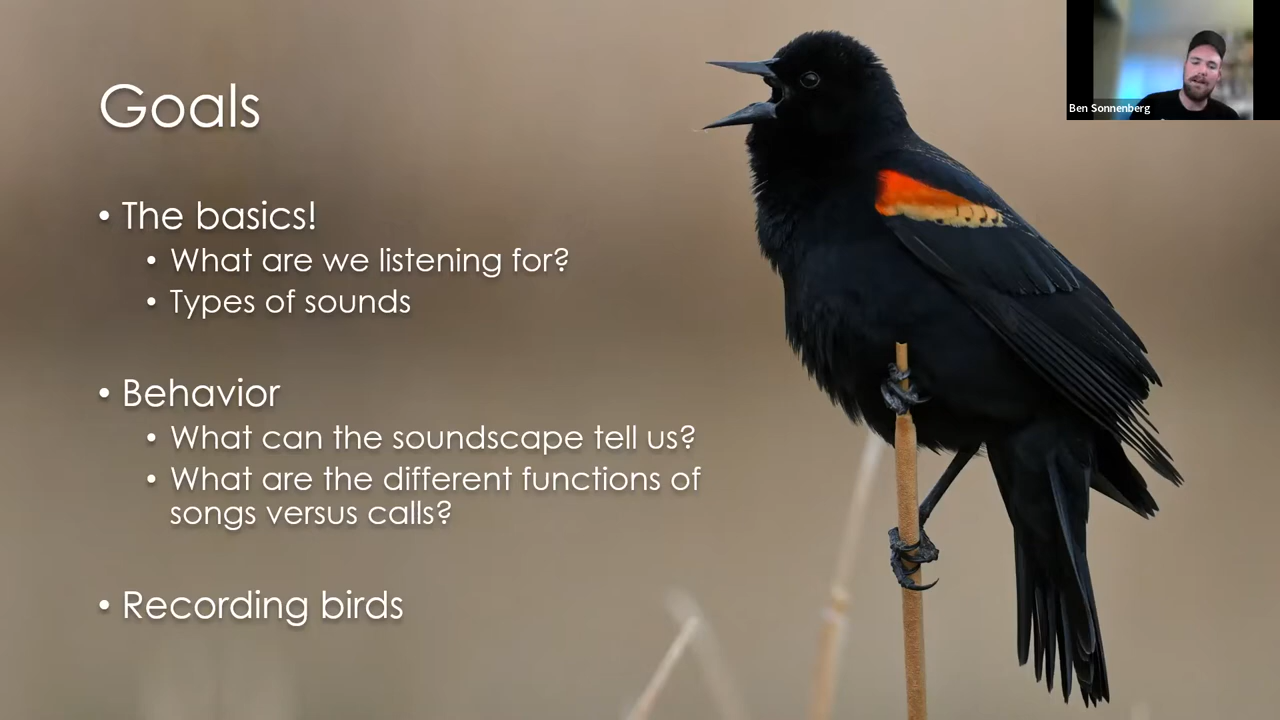 Goals
• The basics!
• What are we listening for?
• Types of sounds
• Behavior
• What can the soundscape tell us?
• What are the different functions of
songs versus calls?
• Recording birds
Ben Sonnenberg